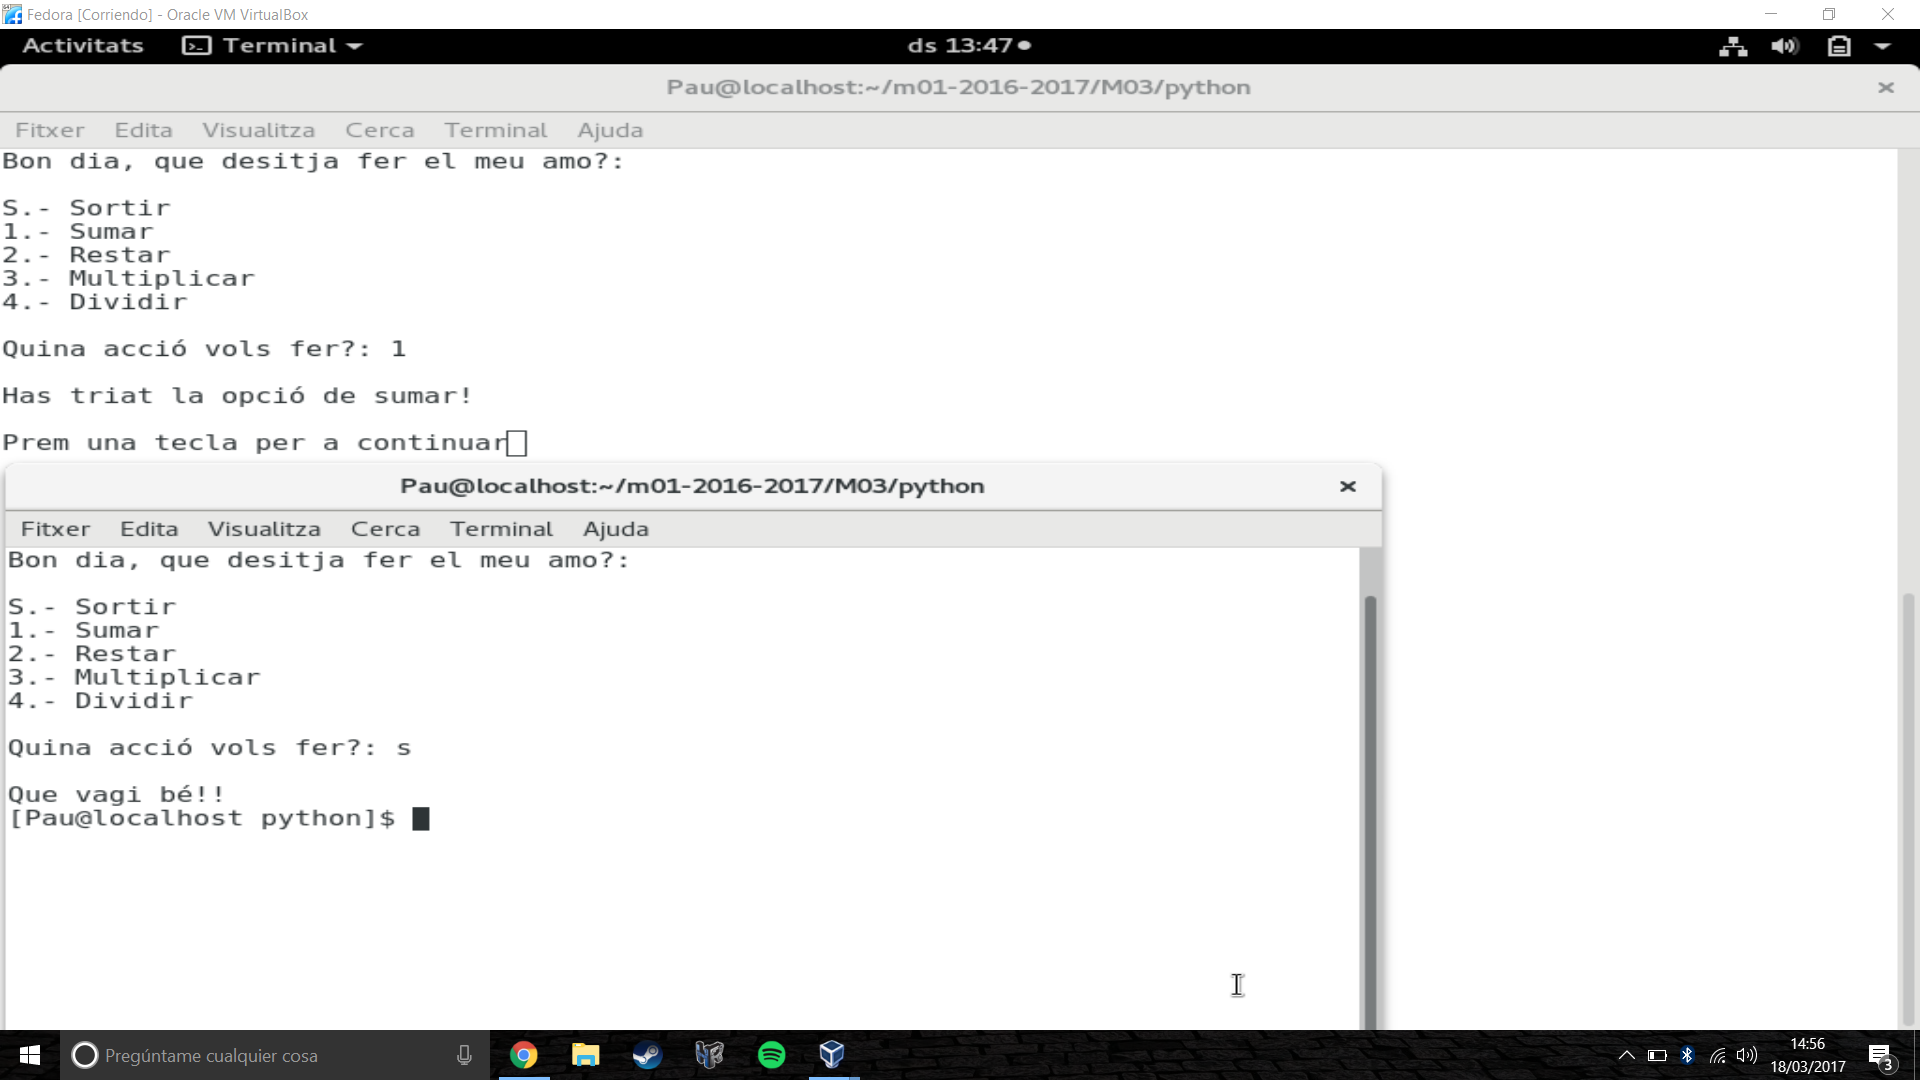 Fedora [Corriendo] - Oracle VM VirtualBox
Activitats Terminal ds 13:47
Pau@localhost:~/m01-2016-2017/M03/python
Fitxer Edita Visualitza Cerca Terminal Ajuda
Bon dia, que desitja fer el meu amo?:
S.- Sortir
1.- Sumar
2.- Restar
3.- Multiplicar
4.- Dividir
Quina acció vols fer?: 1
Has triat la opció de sumar!
Prem una tecla per a continuar
Pau@localhost:~/m01-2016-2017/M03/python
Fitxer Edita Visualitza Cerca Terminal Ajuda
Bon dia, que desitja fer el meu amo?:
S.- Sortir
1.- Sumar
2.- Restar
3.- Multiplicar
4.- Dividir
Quina acció vols fer?: s
Que vagi bé!!
[Pau@localhost python]$
Pregúntame cualquier cosa
14:56
18/03/2017
3